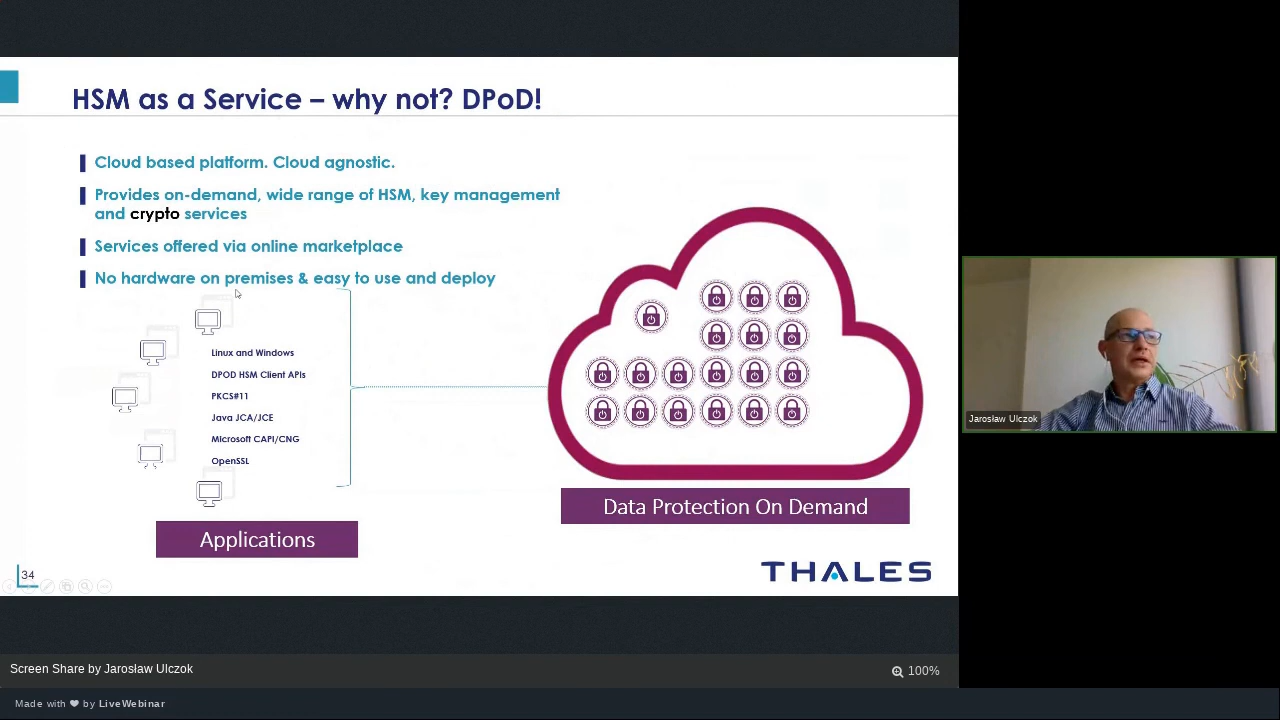 HSM as a Service – why not? DPoD!
Cloud based platform. Cloud agnostic.
Provides on-demand, wide range of HSM, key management
and crypto services
Services offered via online marketplace
No hardware on premises & easy to use and deploy
Linux and Windows
DPOD HSM Client APIs
PKCS#11
Java JCA/JCE
Microsoft CAPI/CNG
OpenSSL
Applications
Data Protection On Demand
34
THALES
Jarosław Ulczok
Screen Share by Jarosław Ulczok
100%
Made with ❤ by LiveWebinar